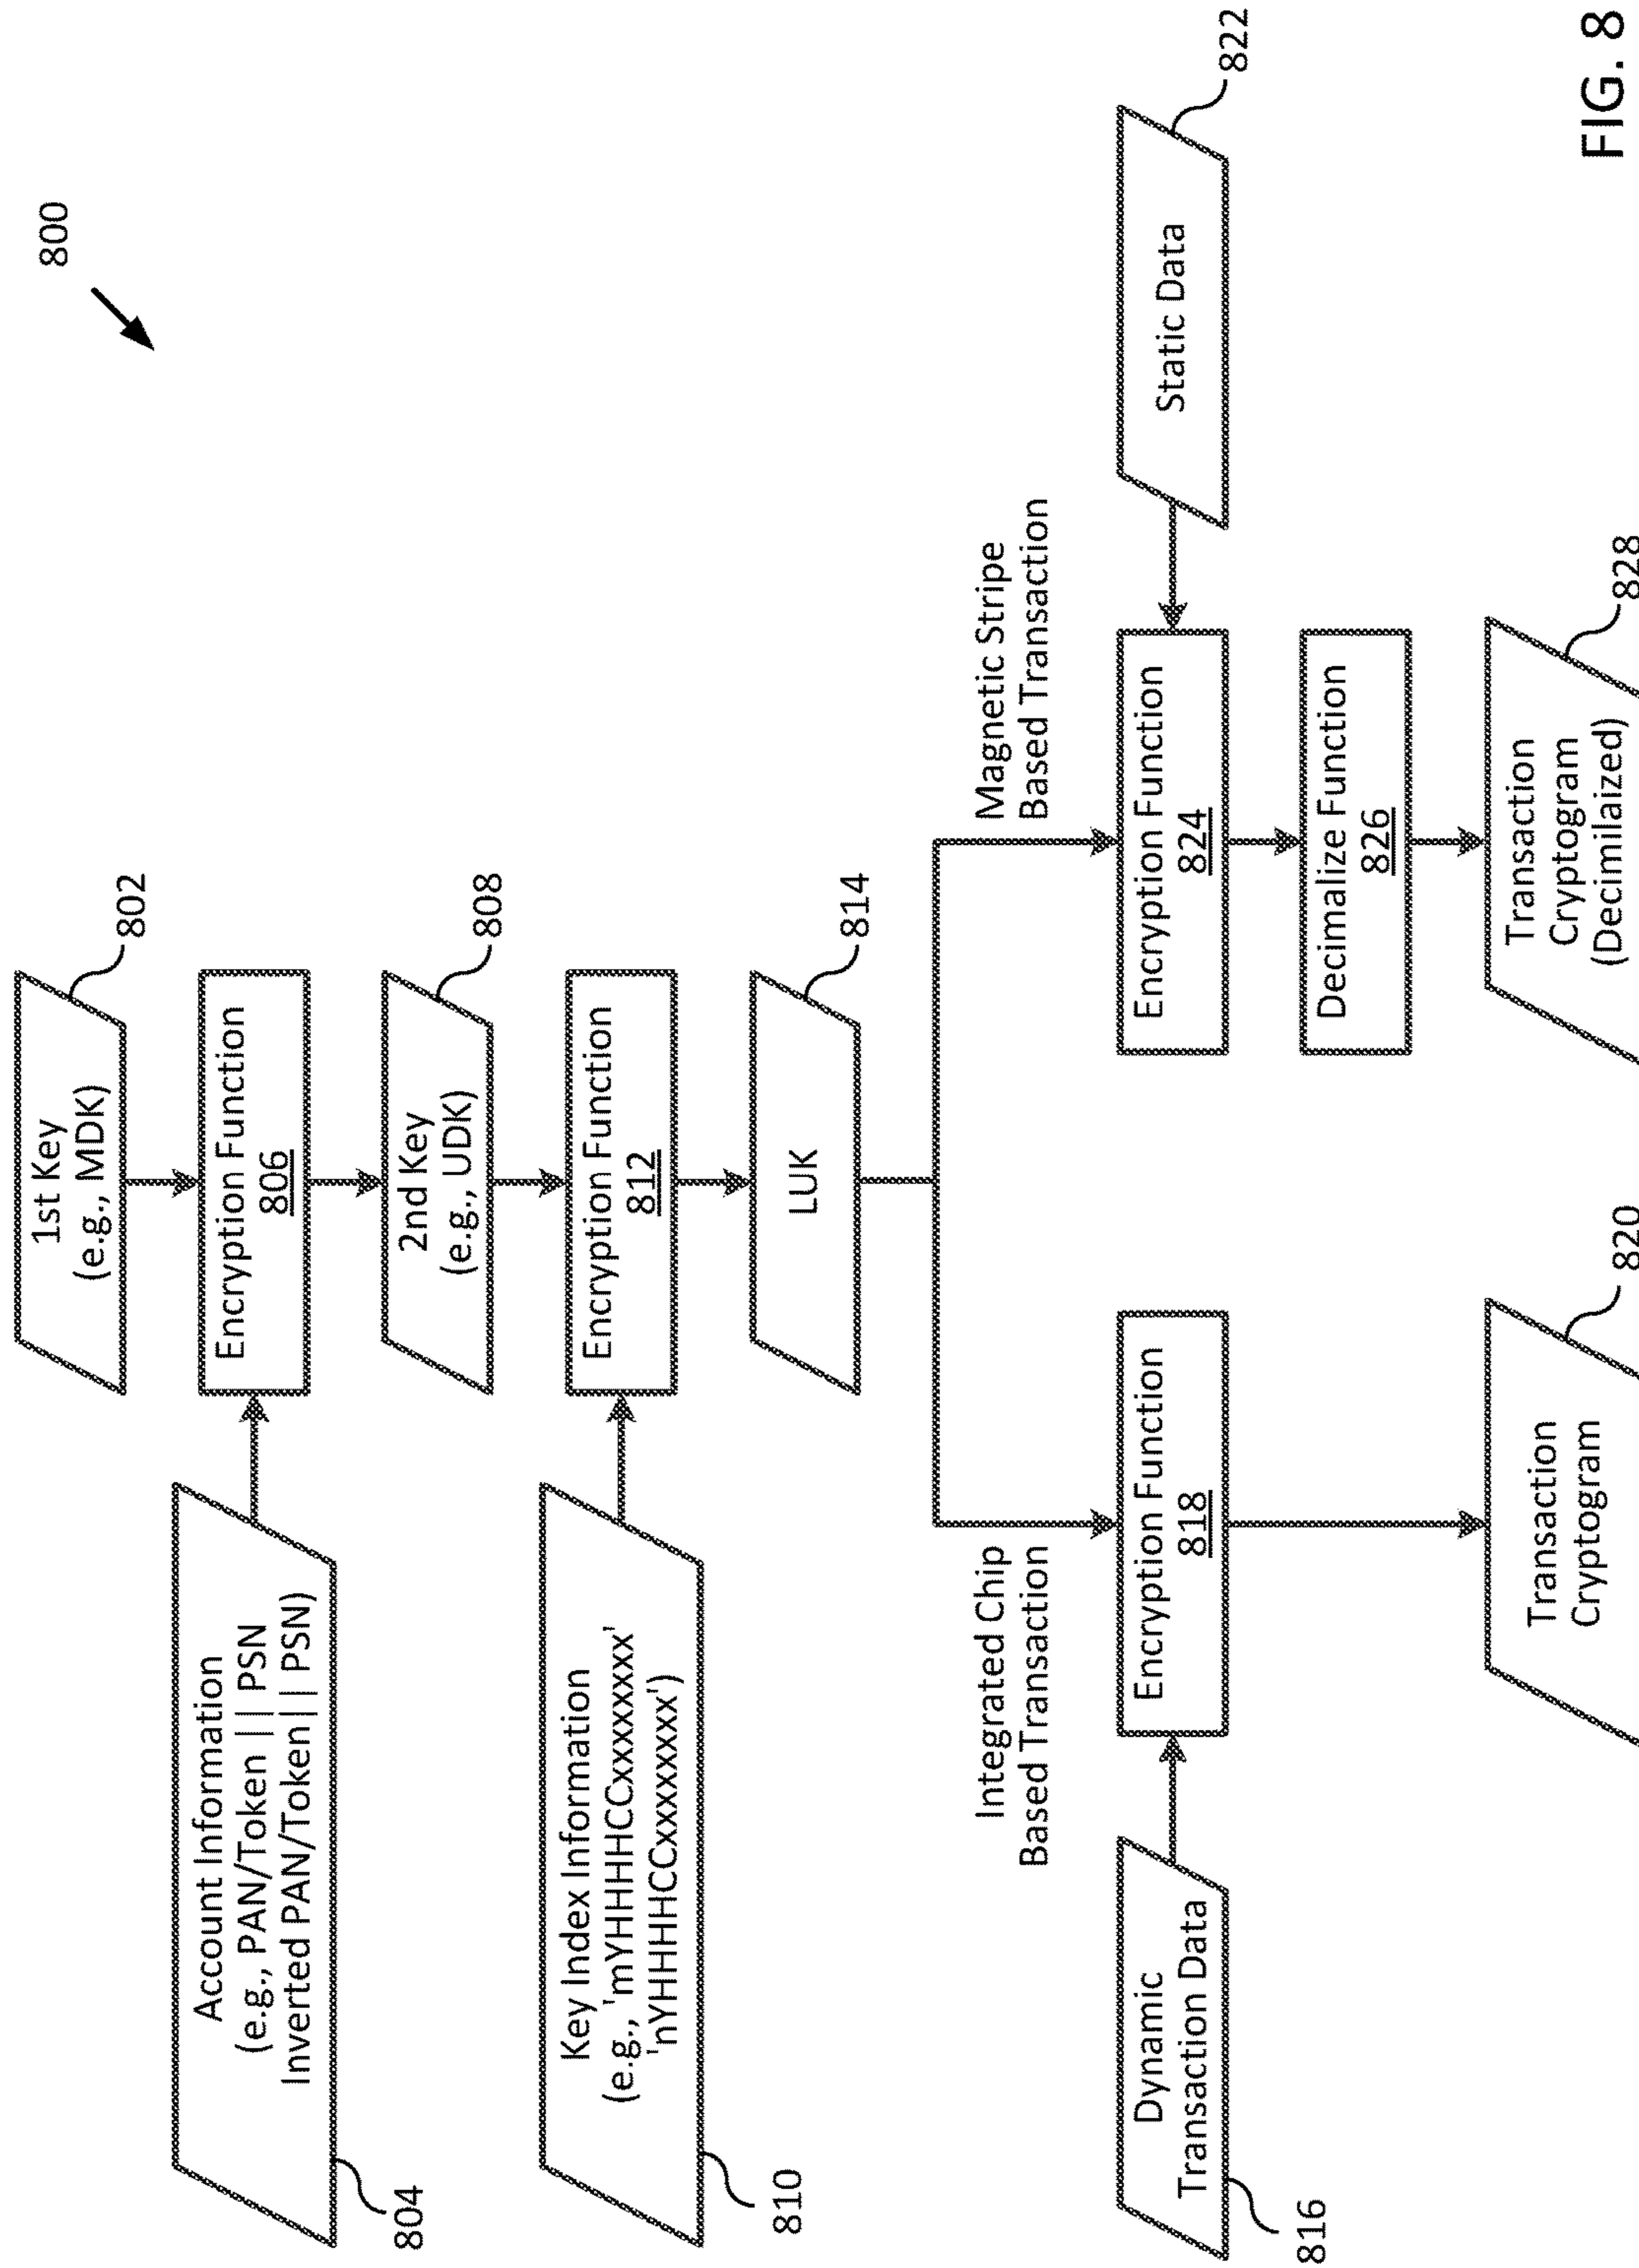 800
1st Key
(e.g., MDK)
802
Account Information
(e.g., PAN/Token || PSN
Inverted PAN/Token || PSN)
804
Encryption Function
806
2nd Key
(e.g., UDK)
808
Key Index Information
(e.g., 'mYHHHHCCxxxxxxxx'
'nYHHHHCCxxxxxxxx')
810
Encryption Function
812
LUK
814
Integrated Chip
Based Transaction
Magnetic Stripe
Based Transaction
Dynamic
Transaction Data
816
Encryption Function
818
Encryption Function
824
Static Data
822
Decimalize Function
826
Transaction
Cryptogram
820
Transaction
Cryptogram
(Decimilaized)
828
FIG. 8